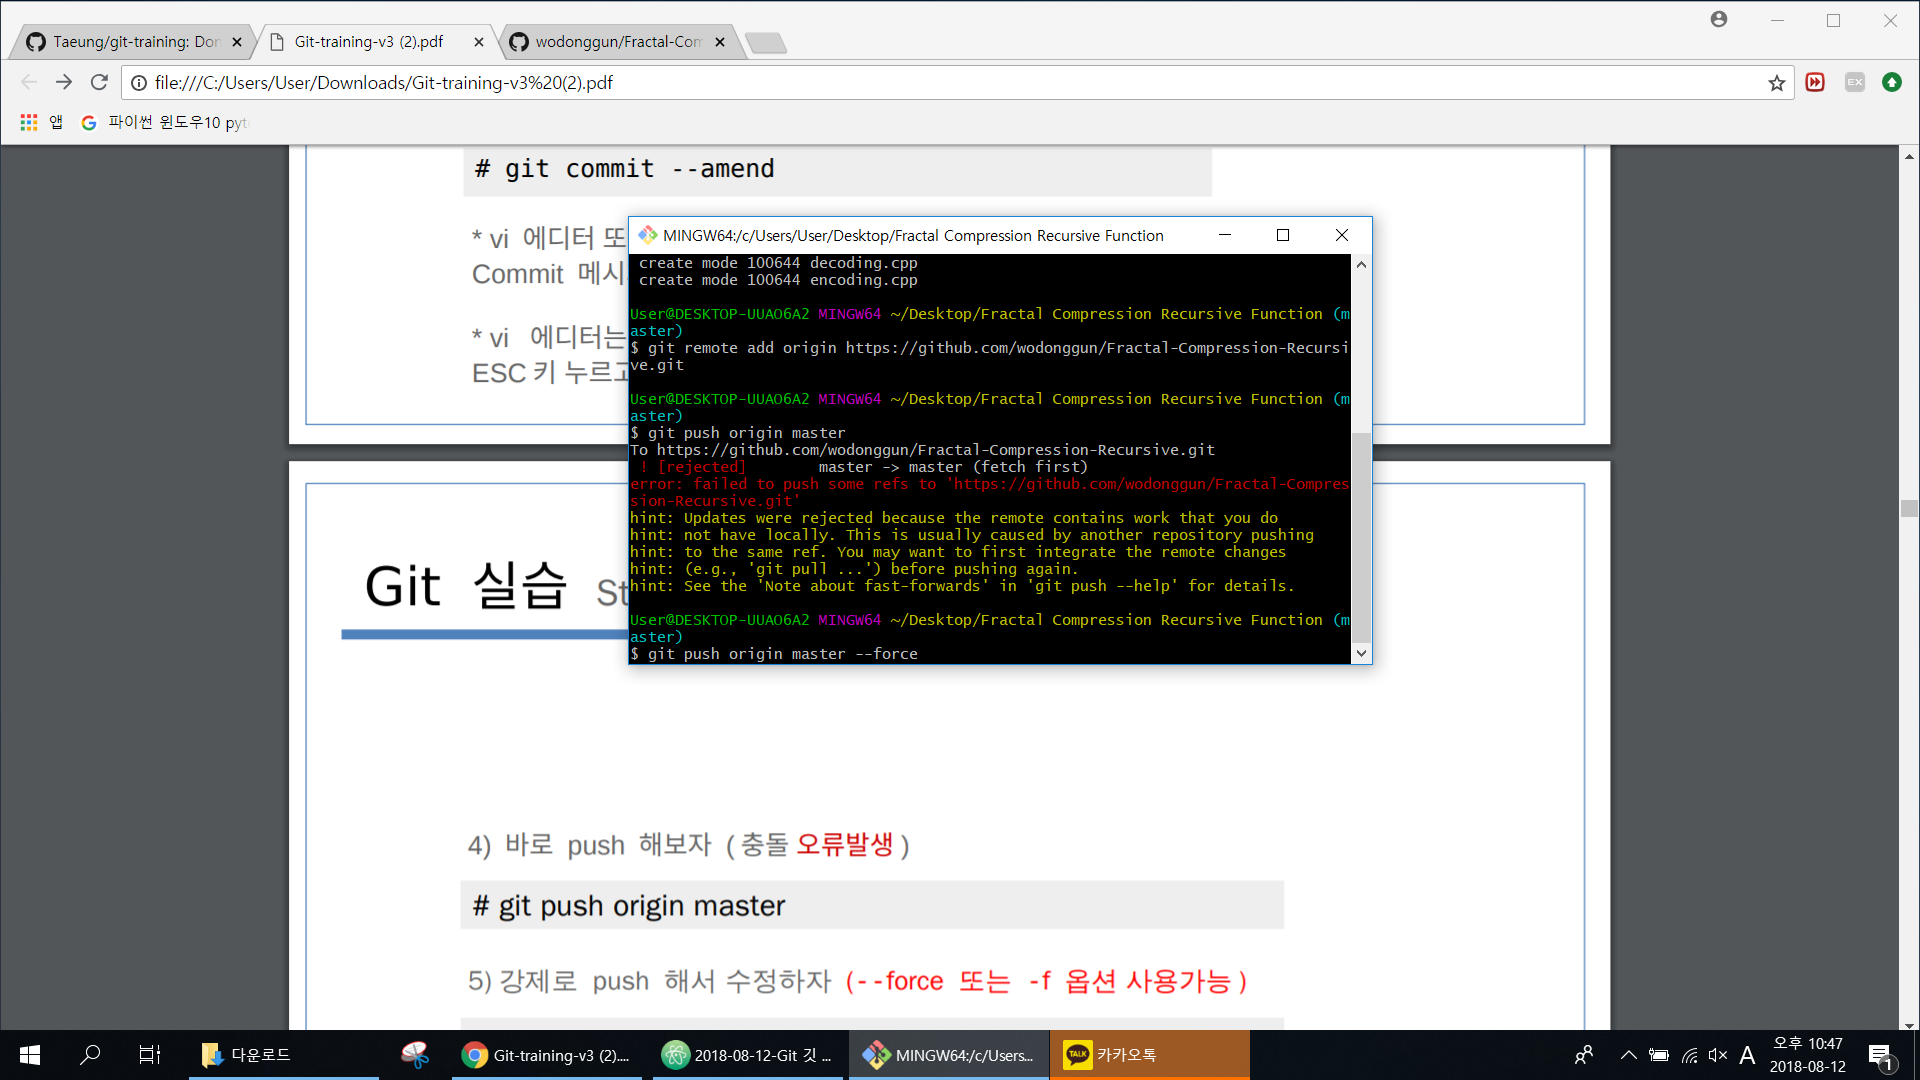 Taeung/git-training: Don
Git-training-v3 (2).pdf
wodonggun/Fractal-Com
file:///C:/Users/User/Downloads/Git-training-v3%20(2).pdf
EX
앱
파이썬 윈도우10 pyt
# git commit --amend
* vi 에디터 또
Commit 메시
* vi 에디터는
ESC 키 누르고
MINGW64:/c/Users/User/Desktop/Fractal Compression Recursive Function
create mode 100644 decoding.cpp
create mode 100644 encoding.cpp
User@DESKTOP-UUAO6A2 MINGW64 ~/Desktop/Fractal Compression Recursive Function (m
aster)
$ git remote add origin https://github.com/wodonggun/Fractal-Compression-Recursi
ve.git
User@DESKTOP-UUAO6A2 MINGW64 ~/Desktop/Fractal Compression Recursive Function (m
aster)
$ git push origin master
To https://github.com/wodonggun/Fractal-Compression-Recursive.git
! [rejected]        master -> master (fetch first)
error: failed to push some refs to 'https://github.com/wodonggun/Fractal-Compres
sion-Recursive.git'
hint: Updates were rejected because the remote contains work that you do
hint: not have locally. This is usually caused by another repository pushing
hint: to the same ref. You may want to first integrate the remote changes
hint: (e.g., 'git pull ...') before pushing again.
hint: See the 'Note about fast-forwards' in 'git push --help' for details.
User@DESKTOP-UUAO6A2 MINGW64 ~/Desktop/Fractal Compression Recursive Function (m
aster)
$ git push origin master --force
Git 실습 St
4) 바로 push 해보자 ( 충돌 오류발생 )
# git push origin master
5) 강제로 push 해서 수정하자 (--force 또는 -f 옵션 사용가능 )
다운로드
Git-training-v3 (2)....
2018-08-12-Git 깃 ...
MINGW64:/c/Users...
TALK
카카오톡
A
오후 10:47
2018-08-12
1